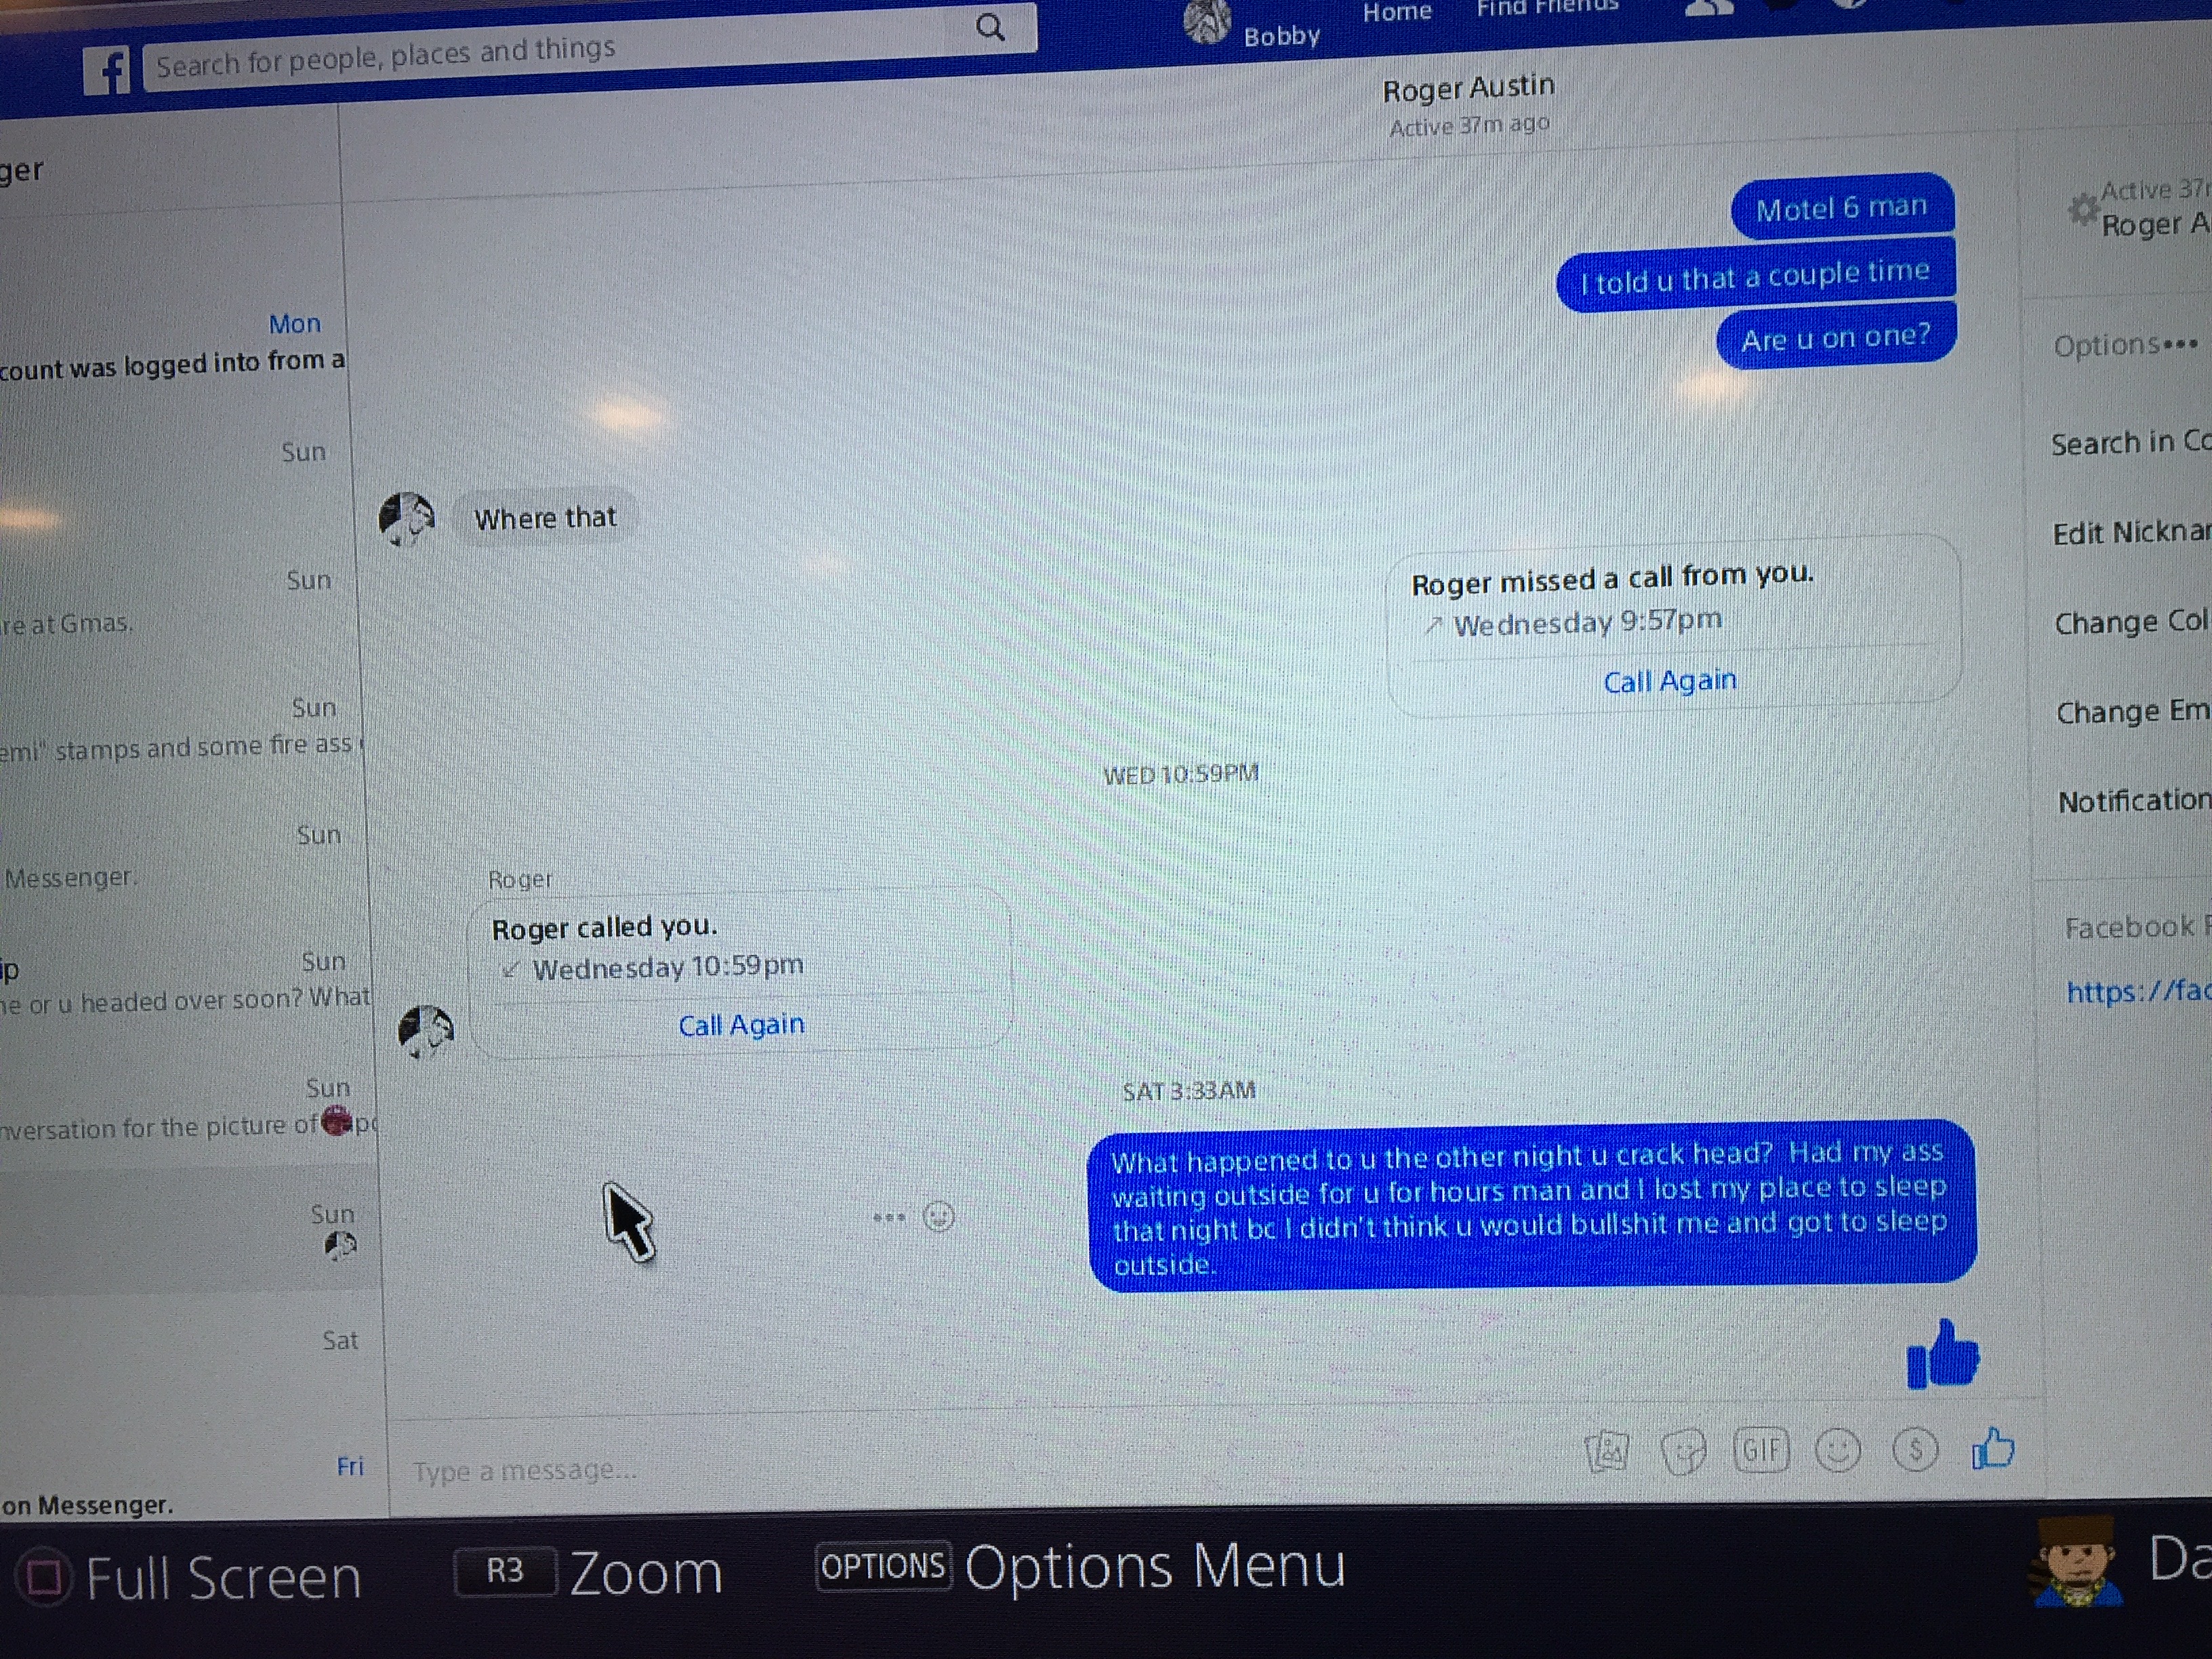 f
Search for people, places and things
Bobby
Home
Find Friends
ger
Mon
count was logged into from a
Sun
Sun
re at Gmas.
Sun
emi" stamps and some fire ass
Sun
Messenger.
ip
Sun
ne or u headed over soon? What
Sun
nversation for the picture of
Sun
Sat
Fri
on Messenger.
Roger Austin
Active 37m ago
Motel 6 man
I told u that a couple time
Are u on one?
Where that
Roger missed a call from you.
Wednesday 9:57pm
Call Again
WED 10:59PM
Roger
Roger called you.
Wednesday 10:59pm
Call Again
SAT 3:33AM
What happened to u the other night u crack head? Had my ass
waiting outside for u for hours man and I lost my place to sleep
that night bc I didn't think u would bullshit me and got to sleep
outside.
Type a message...
GIF
$
Active 37
Roger A
Options
Search in Co
Edit Nicknar
Change Col
Change Em
Notification
Facebook
https://fac
Full Screen
R3 Zoom
OPTIONS Options Menu
Da